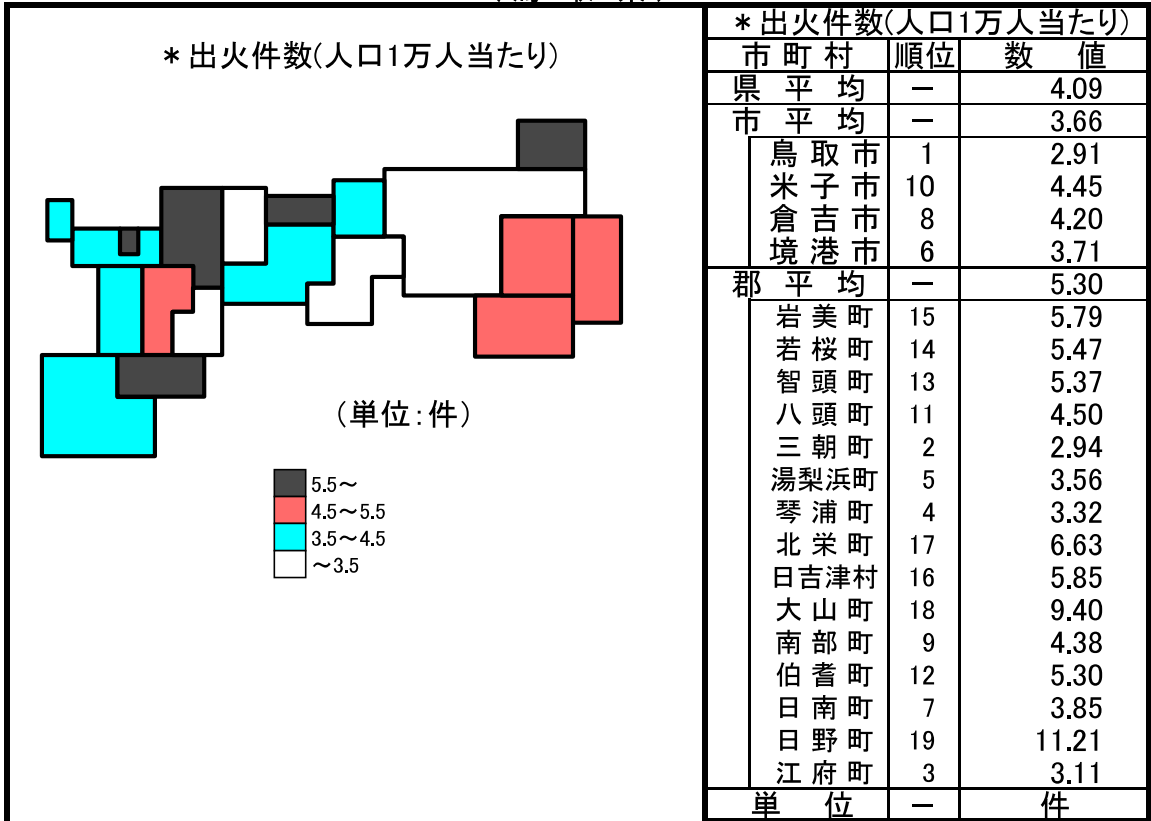 *出火件数(人口1万人当たり)
(単位:件)
5.5～
4.5～5.5
3.5～4.5
～3.5
*出火件数(人口1万人当たり)
市町村 順位 数値
県平均 － 4.09
市平均 － 3.66
鳥取市 1 2.91
米子市 10 4.45
倉吉市 8 4.20
境港市 6 3.71
郡平均 － 5.30
岩美町 15 5.79
若桜町 14 5.47
智頭町 13 5.37
八頭町 11 4.50
三朝町 2 2.94
湯梨浜町 5 3.56
琴浦町 4 3.32
北栄町 17 6.63
日吉津村 16 5.85
大山町 18 9.40
南部町 9 4.38
伯耆町 12 5.30
日南町 7 3.85
日野町 19 11.21
江府町 3 3.11
単位 － 件